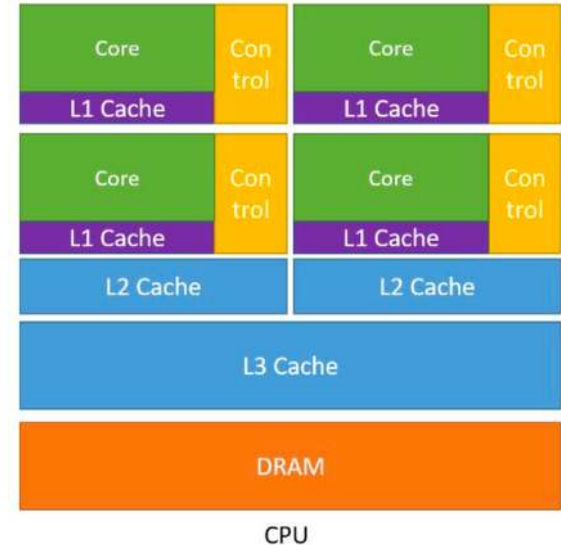 Core
Con
trol
L1 Cache
Core
Con
trol
L1 Cache
Core
Con
trol
L1 Cache
Core
Con
trol
L1 Cache
L2 Cache
L2 Cache
L3 Cache
DRAM
CPU